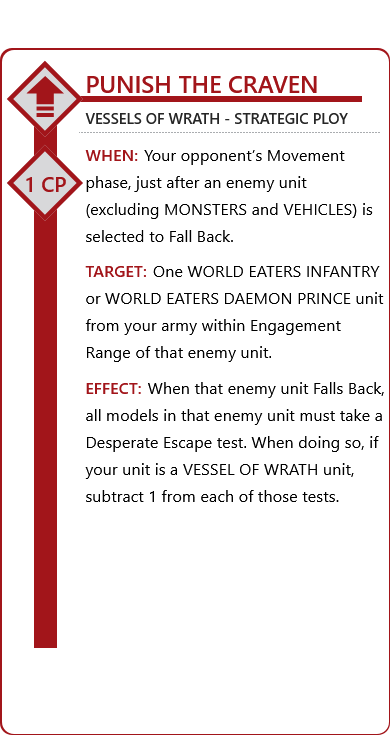 PUNISH THE CRAVEN
VESSELS OF WRATH - STRATEGIC PLOY
1 CP
WHEN: Your opponent’s Movement
phase, just after an enemy unit
(excluding MONSTERS and VEHICLES) is
selected to Fall Back.
TARGET: One WORLD EATERS INFANTRY
or WORLD EATERS DAEMON PRINCE unit
from your army within Engagement
Range of that enemy unit.
EFFECT: When that enemy unit Falls Back,
all models in that enemy unit must take a
Desperate Escape test. When doing so, if
your unit is a VESSEL OF WRATH unit,
subtract 1 from each of those tests.